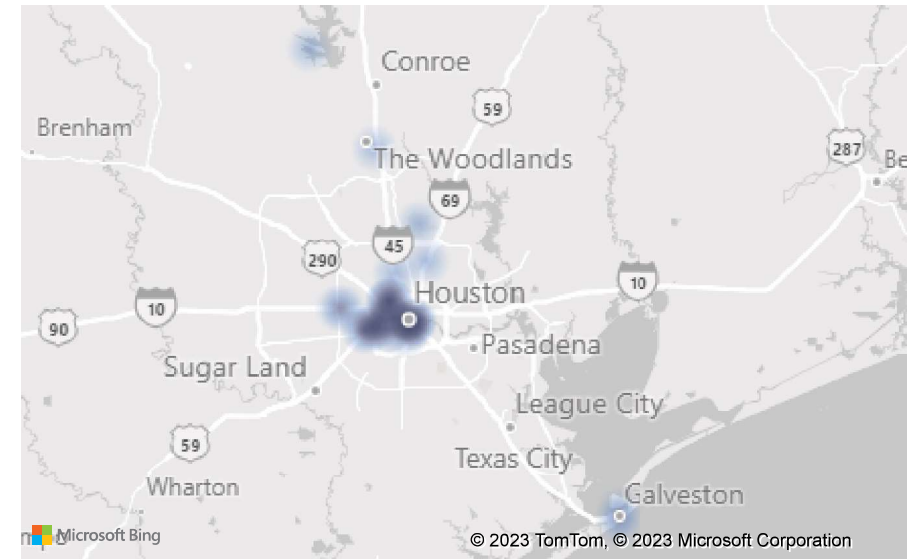 Conroe
59
Brenham
287
Be
The Woodlands
69
45
290
Houston
10
10
90
Pasadena
Sugar Land
League City
59
Texas City
Wharton
Galveston
Microsoft Bing
© 2023 TomTom, © 2023 Microsoft Corporation